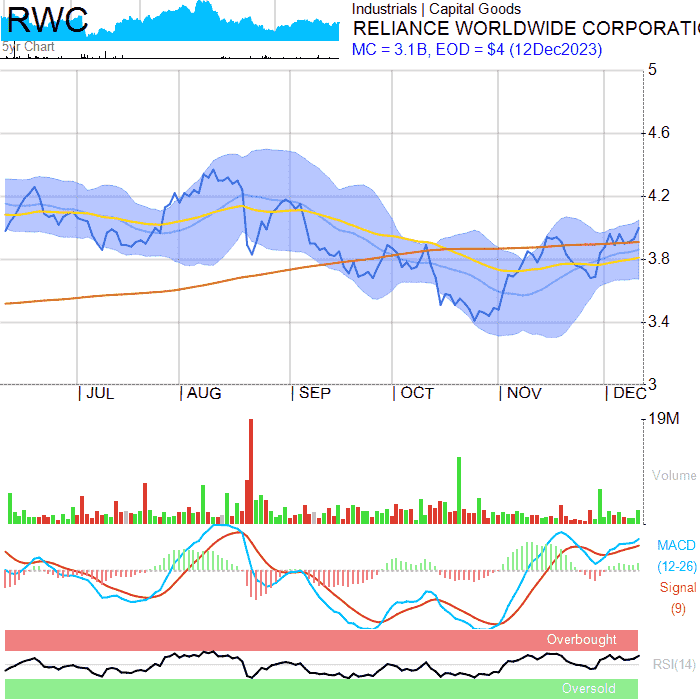 RWC
5yr Chart
Industrials | Capital Goods
RELIANCE WORLDWIDE CORPORATI
MC = 3.1B, EOD = $4 (12Dec2023)
5
4.6
4.2
3.8
3.4
3
| JUL
| AUG
| SEP
| OCT
| NOV
| DEC
19M
Volume
MACD
(12-26)
Signal
(9)
Overbought
RSI(14)
Oversold